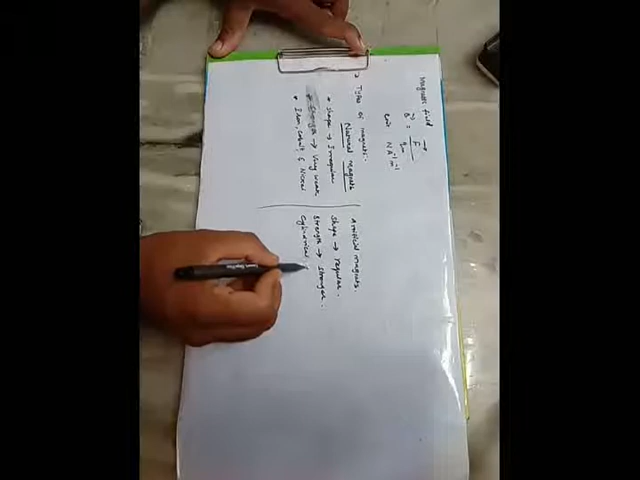 Magnetic field
B = F / qm
unit NA⁻¹m⁻¹
Types of magnets.
Natural magnets
* Shape → Irregular
Strength → Very weak
* Iron, cobalt & Nickel
Artificial magnets.
Shape → regular.
Strength → stronger.
Cylindrical